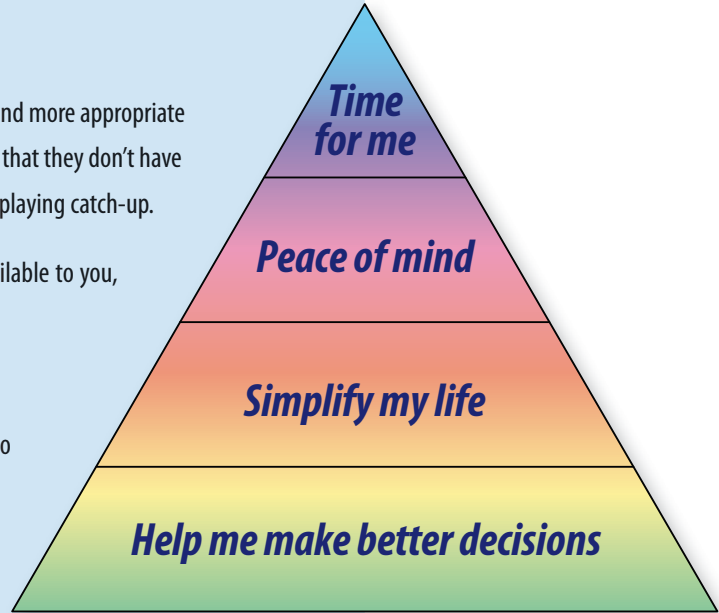 nd more appropriate
that they don’t have
playing catch-up.
ilable to you,
o
Time
for me
Peace of mind
Simplify my life
Help me make better decisions